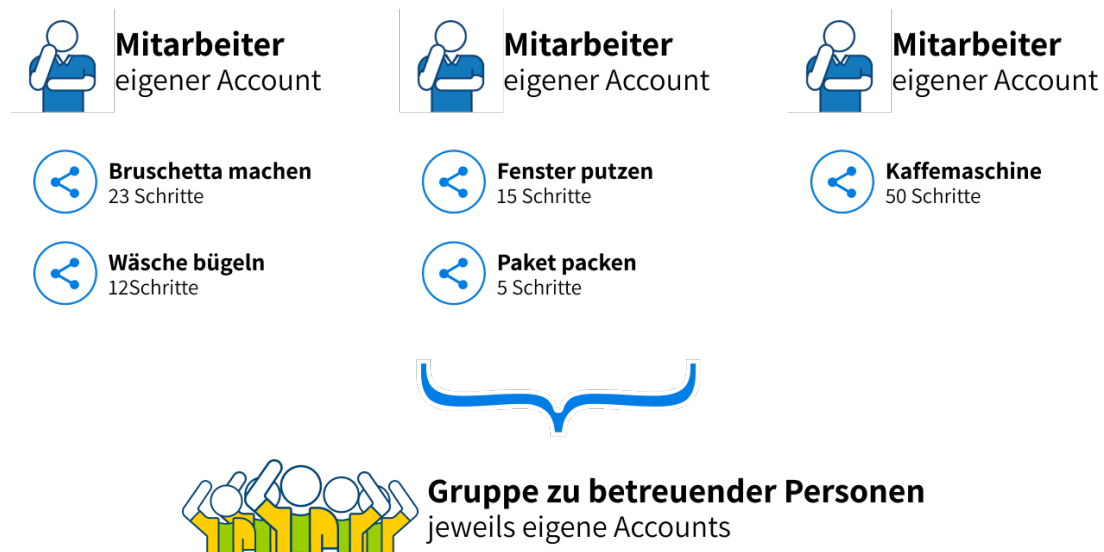 Mitarbeiter
eigener Account
Mitarbeiter
eigener Account
Mitarbeiter
eigener Account
Bruschetta machen
23 Schritte
Fenster putzen
15 Schritte
Kaffemaschine
50 Schritte
Wäsche bügeln
12Schritte
Paket packen
5 Schritte
Gruppe zu betreuender Personen
jeweils eigene Accounts